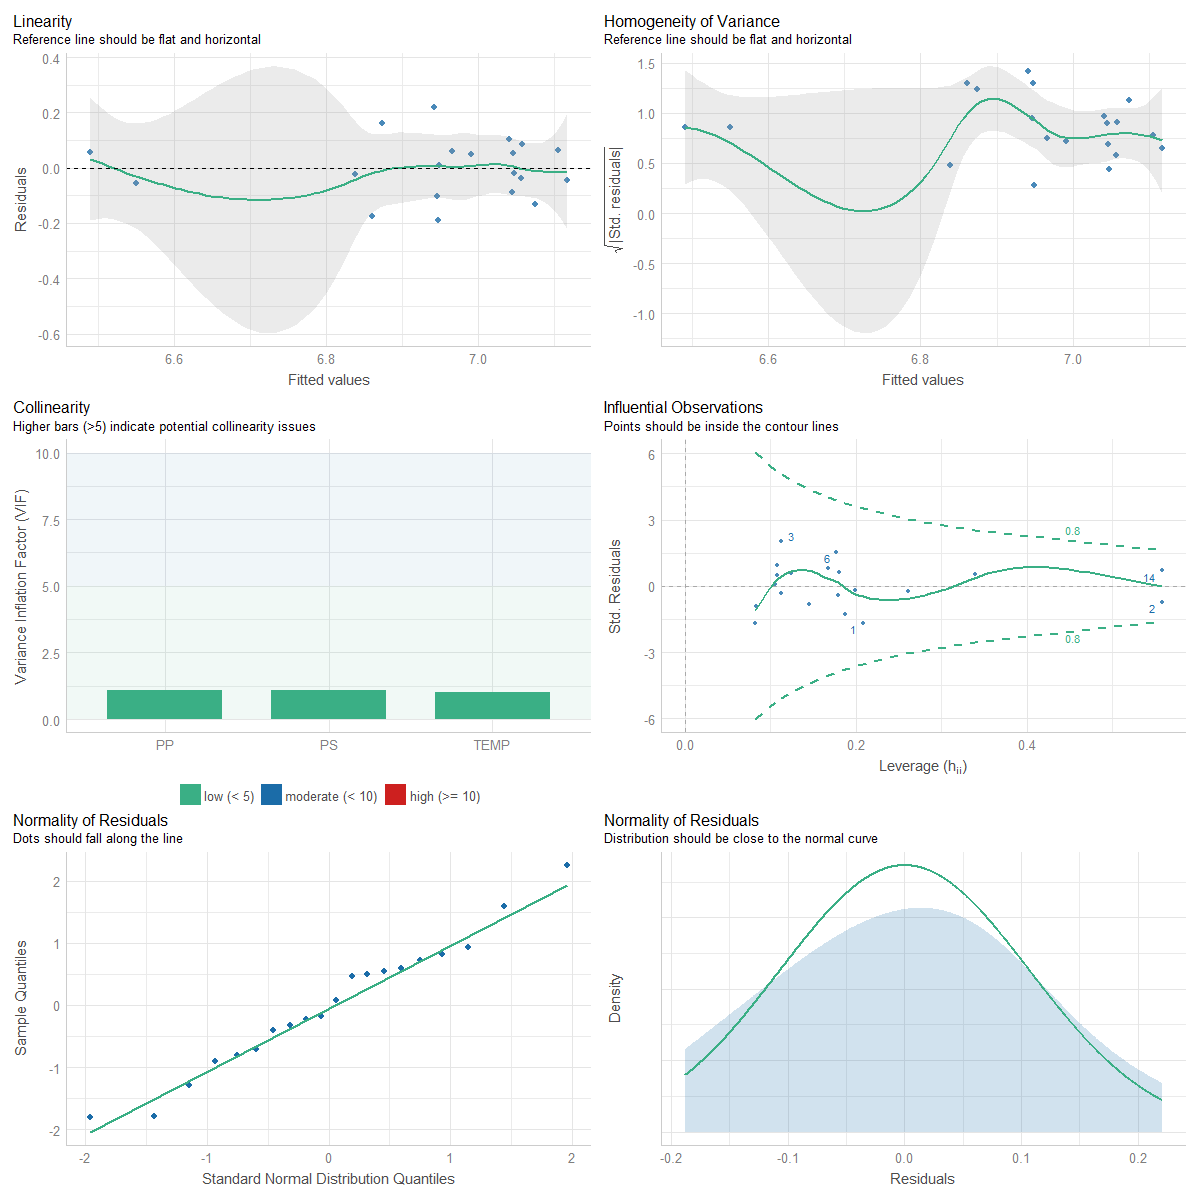 Linearity
Reference line should be flat and horizontal
0.4
0.2
0.0
-0.2
-0.4
-0.6
Residuals
6.6
6.8
7.0
Fitted values
Homogeneity of Variance
Reference line should be flat and horizontal
1.5
1.0
0.5
0.0
-0.5
-1.0
√|Std. residuals|
6.6
6.8
7.0
Fitted values
Collinearity
Higher bars (>5) indicate potential collinearity issues
10.0
7.5
5.0
2.5
0.0
Variance Inflation Factor (VIF)
PP
PS
TEMP
low (< 5)
moderate (< 10)
high (>= 10)
Influential Observations
Points should be inside the contour lines
6
3
0
-3
-6
Std. Residuals
0.8
3
6
14
2
1
0.8
0.0
0.2
0.4
Leverage (hii)
Normality of Residuals
Dots should fall along the line
2
1
0
-1
-2
Sample Quantiles
-2
-1
0
1
2
Standard Normal Distribution Quantiles
Normality of Residuals
Distribution should be close to the normal curve
Density
-0.2
-0.1
0.0
0.1
0.2
Residuals